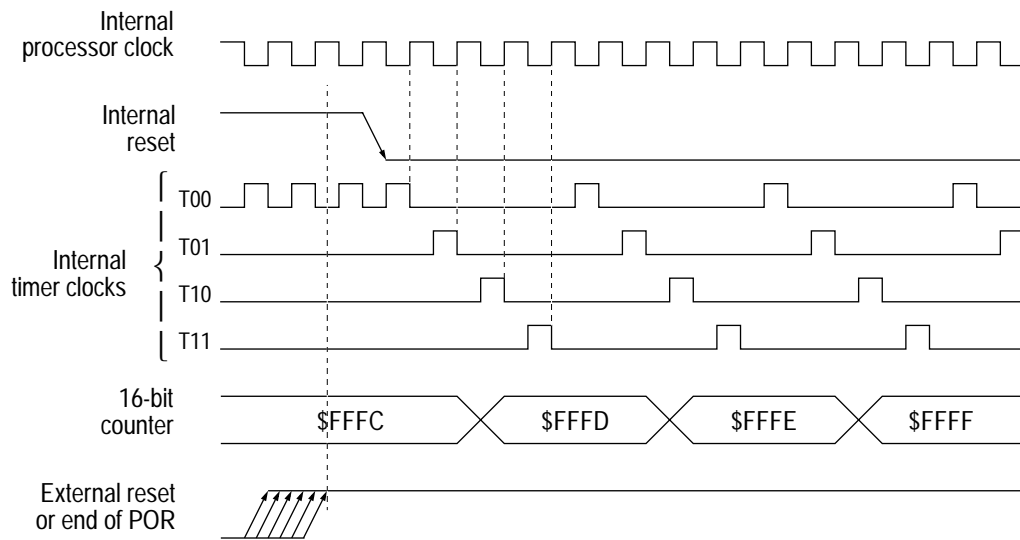 Internal
processor clock
Internal
reset
Internal
timer clocks
T00
T01
T10
T11
16-bit
counter
$FFFC
$FFFD
$FFFE
$FFFF
External reset
or end of POR